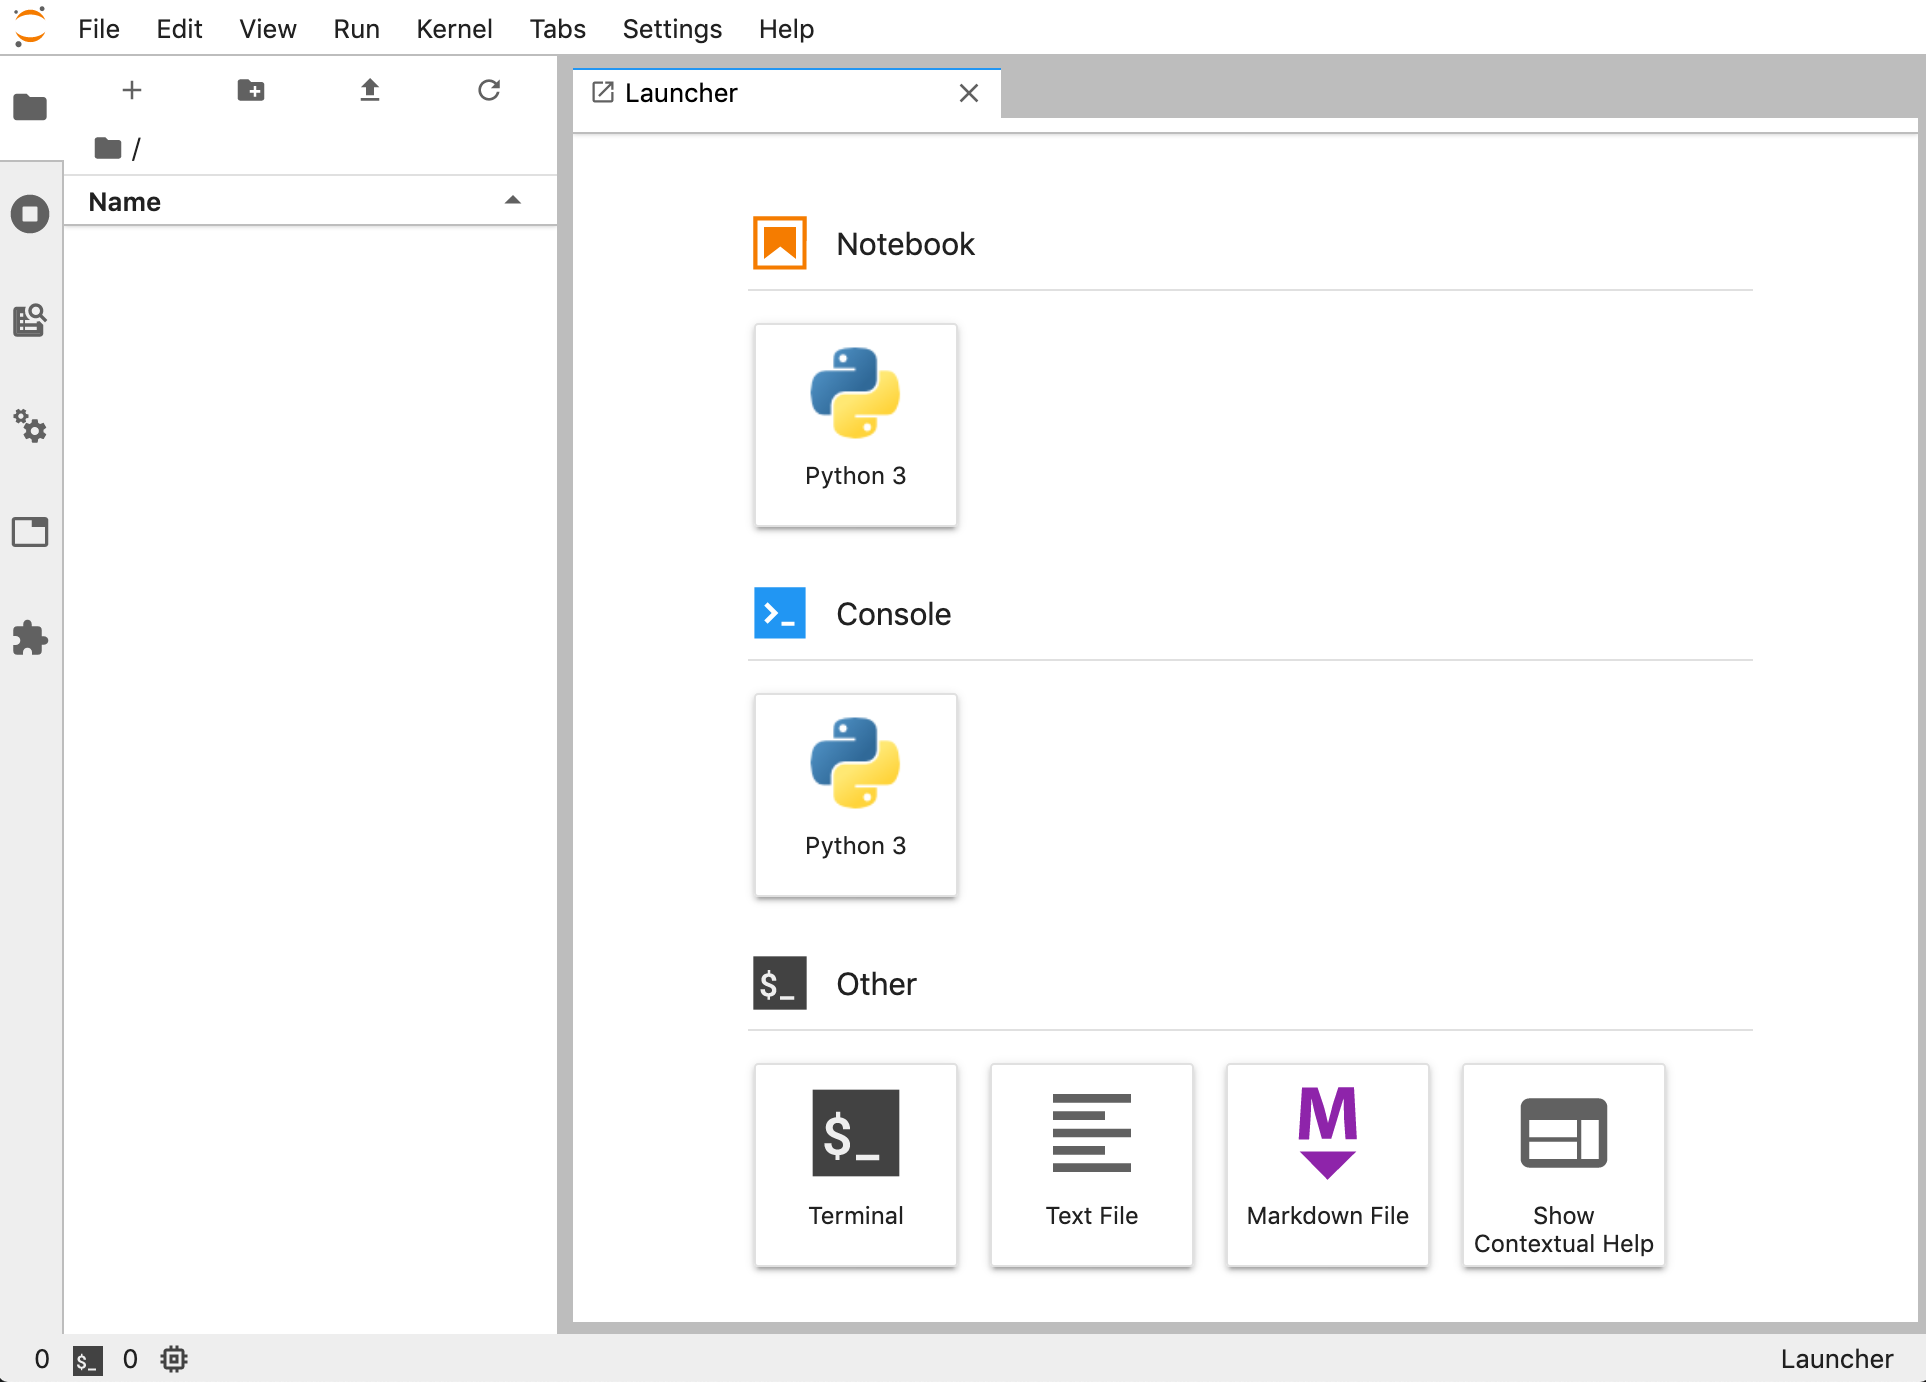 File Edit View Run Kernel Tabs Settings Help
Launcher
/
Name
Notebook
Python 3
Console
Python 3
$_ Other
$_
Terminal
Text File
M
Markdown File
Show
Contextual Help
0 $_ 0
Launcher